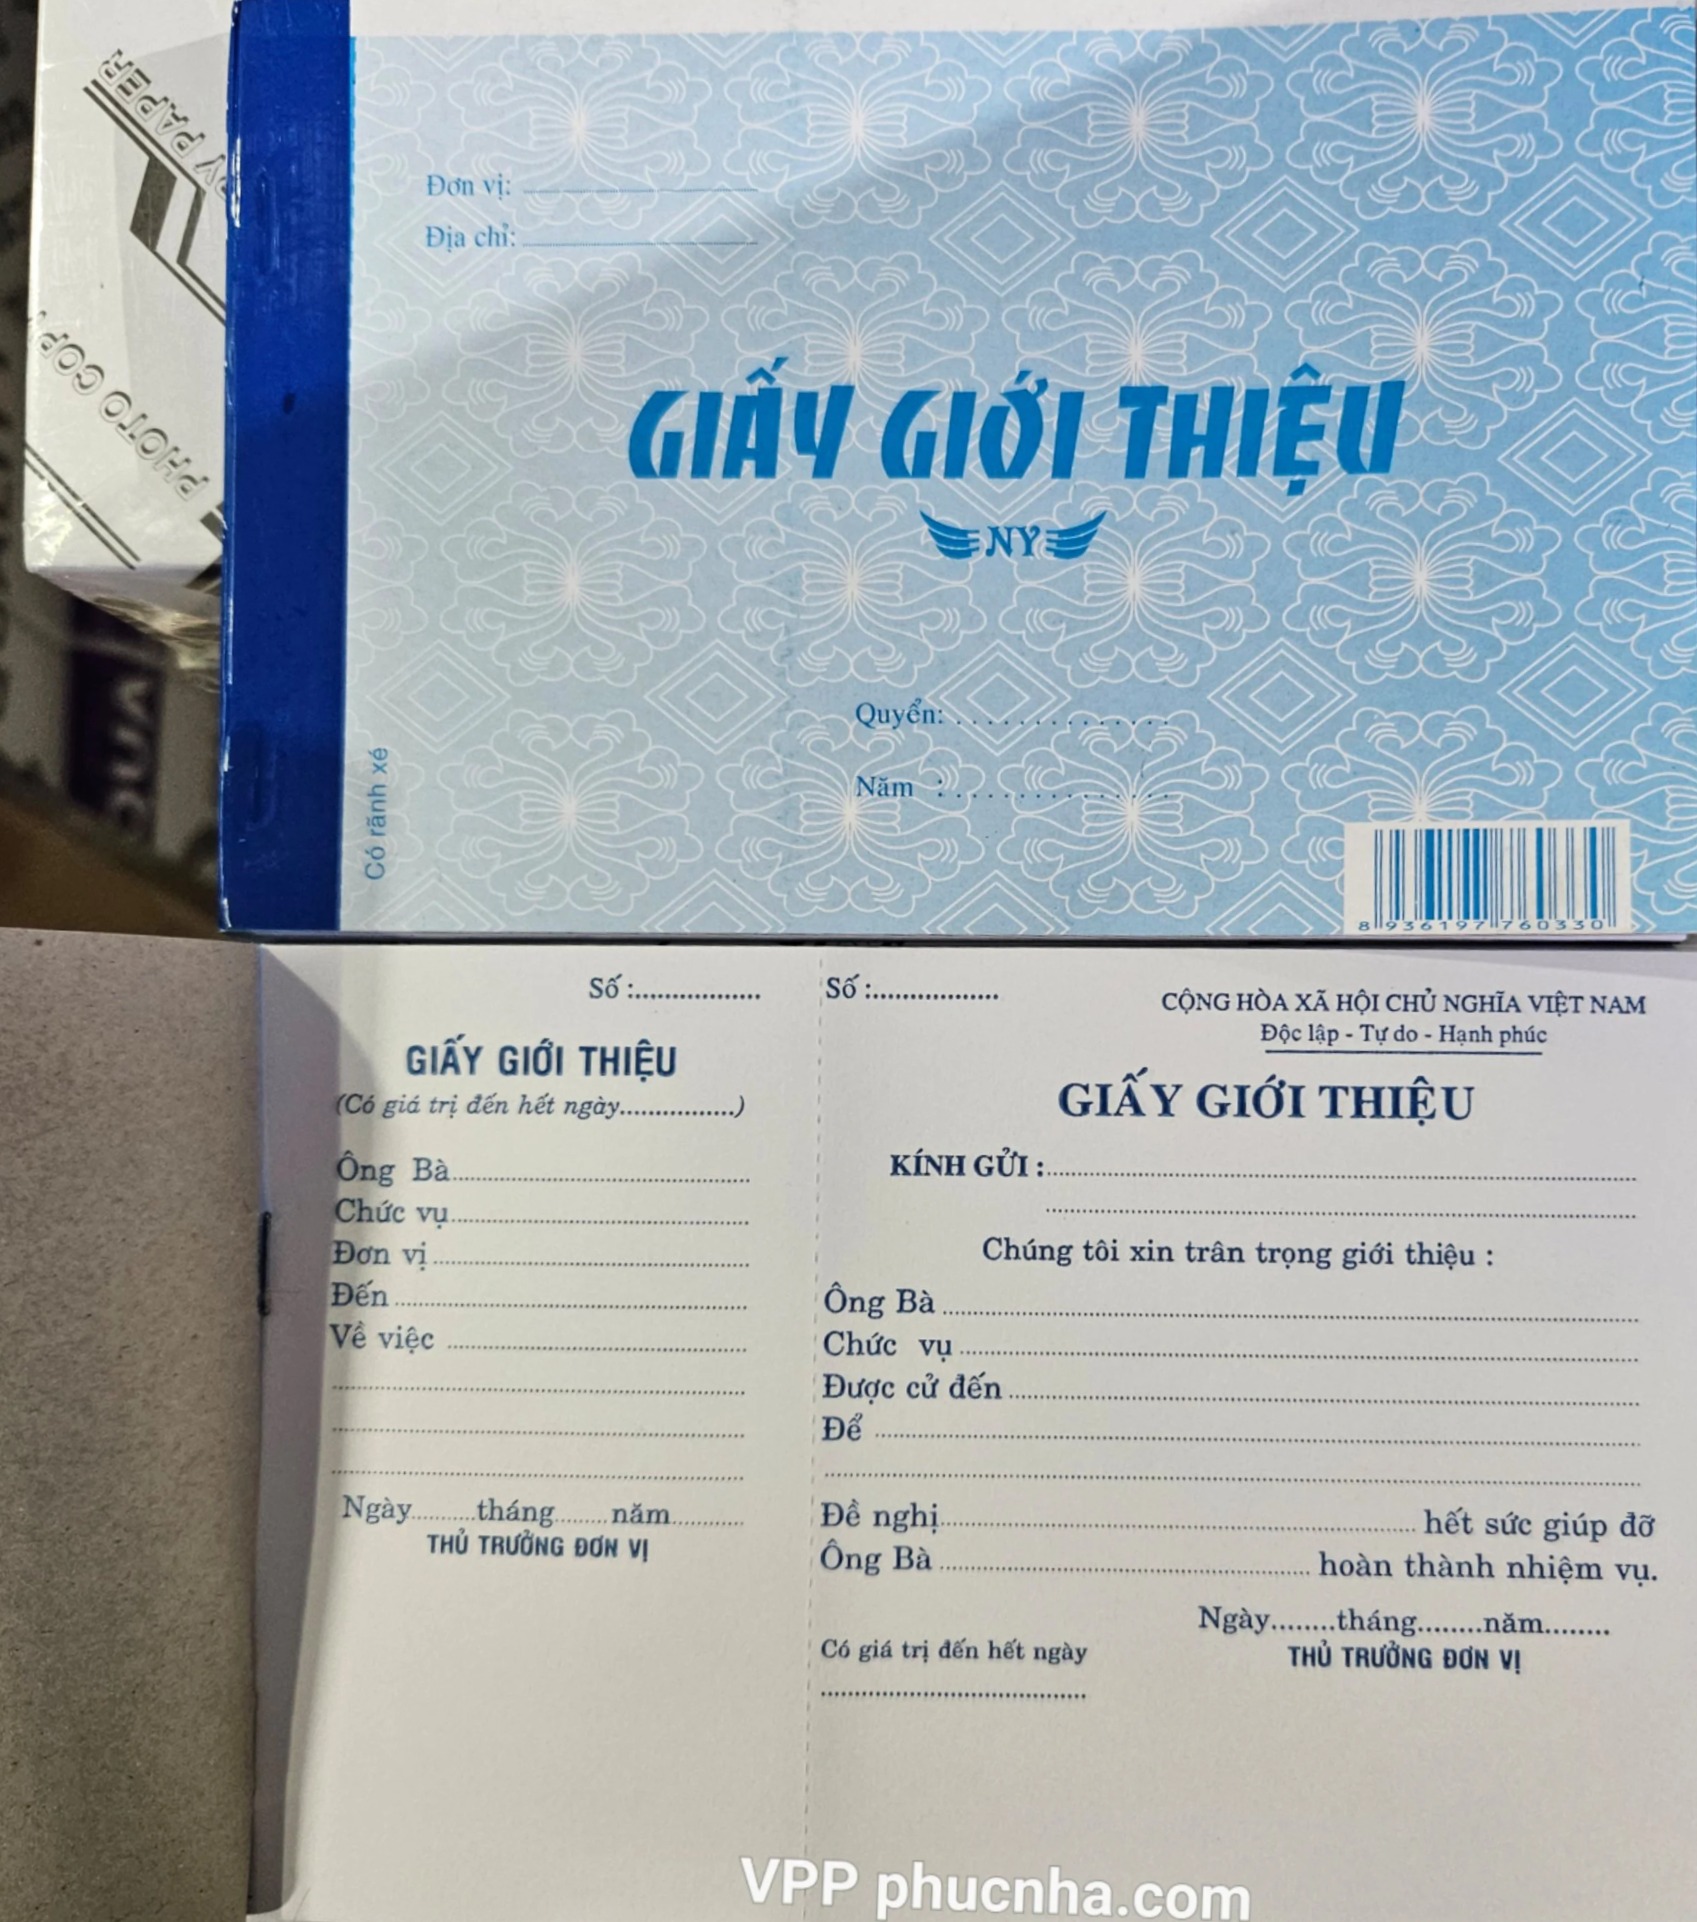 PY PAPER
PHOTO COPY
Đơn vị:
Địa chỉ:
GIẤY GIỚI THIỆU
NY
Quyển: ...............
Năm : ...............
Có rãnh xé
8 936197 760330
Số :..................
GIẤY GIỚI THIỆU
(Có giá trị đến hết ngày.................)
Ông Bà
Chức vụ
Đơn vị
Đến
Về việc
Ngày..........tháng........năm............
THỦ TRƯỞNG ĐƠN VỊ
Số :..................
CỘNG HÒA XÃ HỘI CHỦ NGHĨA VIỆT NAM
Độc lập - Tự do - Hạnh phúc
GIẤY GIỚI THIỆU
KÍNH GỬI :
Chúng tôi xin trân trọng giới thiệu :
Ông Bà
Chức vụ
Được cử đến
Để
Đề nghị.................... hết sức giúp đỡ
Ông Bà .................... hoàn thành nhiệm vụ.
Ngày........tháng........năm........
THỦ TRƯỞNG ĐƠN VỊ
Có giá trị đến hết ngày
VPP phucnha.com